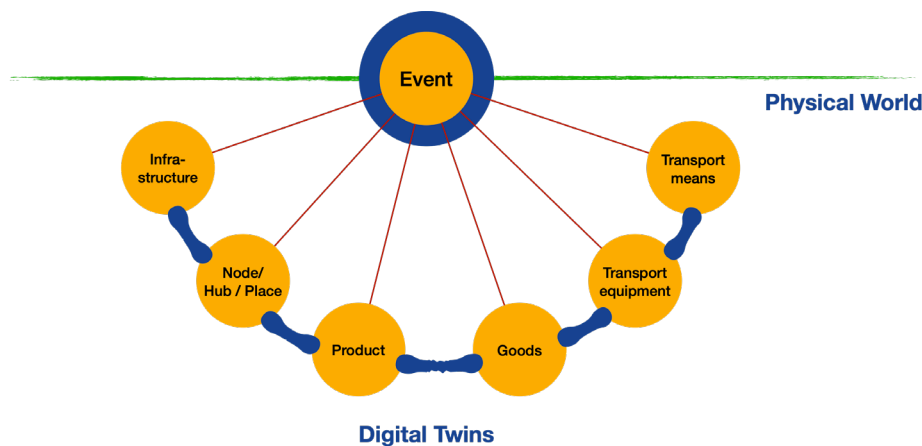 Event
Physical World
Infra-
structure
Transport
means
Node/
Hub / Place
Transport
equipment
Product
Goods
Digital Twins